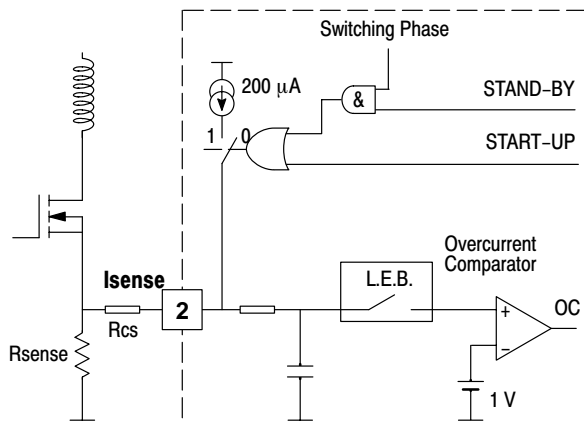 Switching Phase
200 μA
&
STAND-BY
1 0
START-UP
Overcurrent
Comparator
Isense
L.E.B.
2
Rcs
+
OC
Rsense
−
1 V